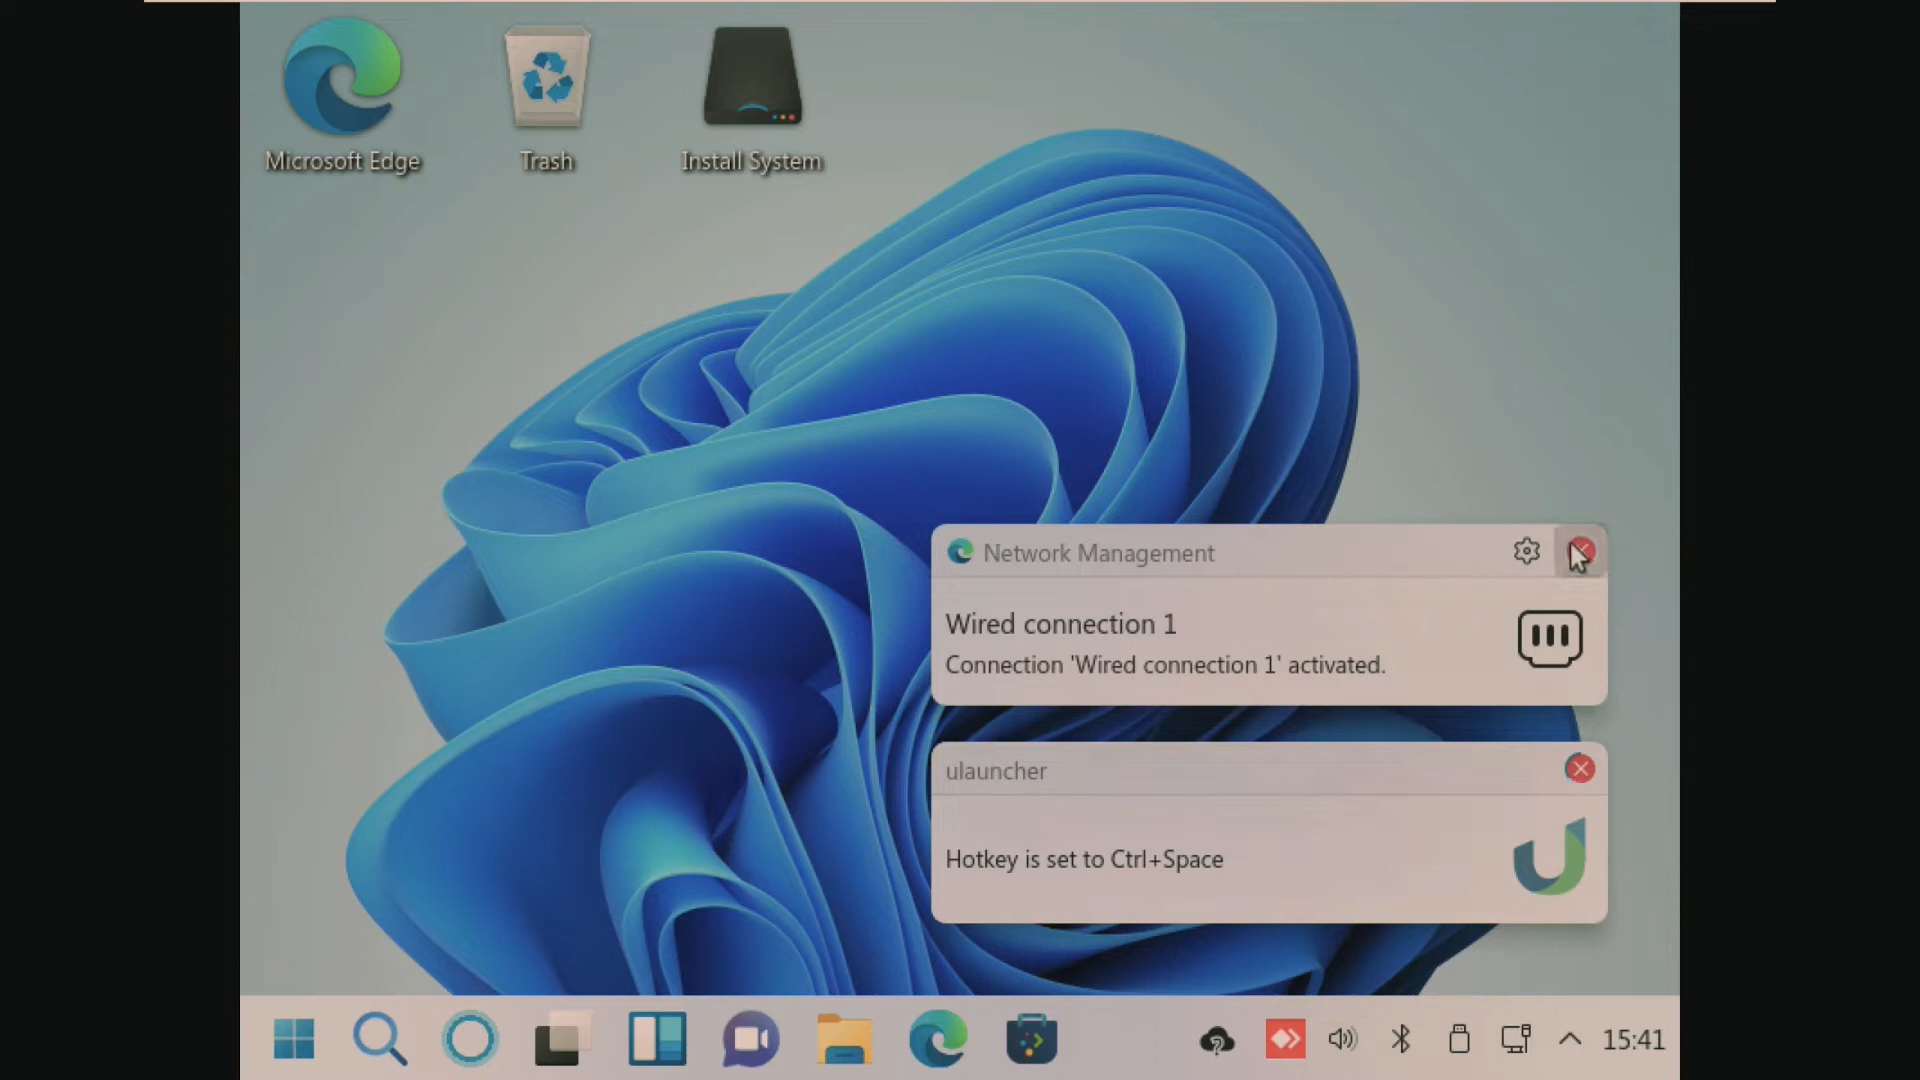 Microsoft Edge
Trash
Install System
Network Management
Wired connection 1
Connection 'Wired connection 1' activated.
ulauncher
Hotkey is set to Ctrl+Space
15:41